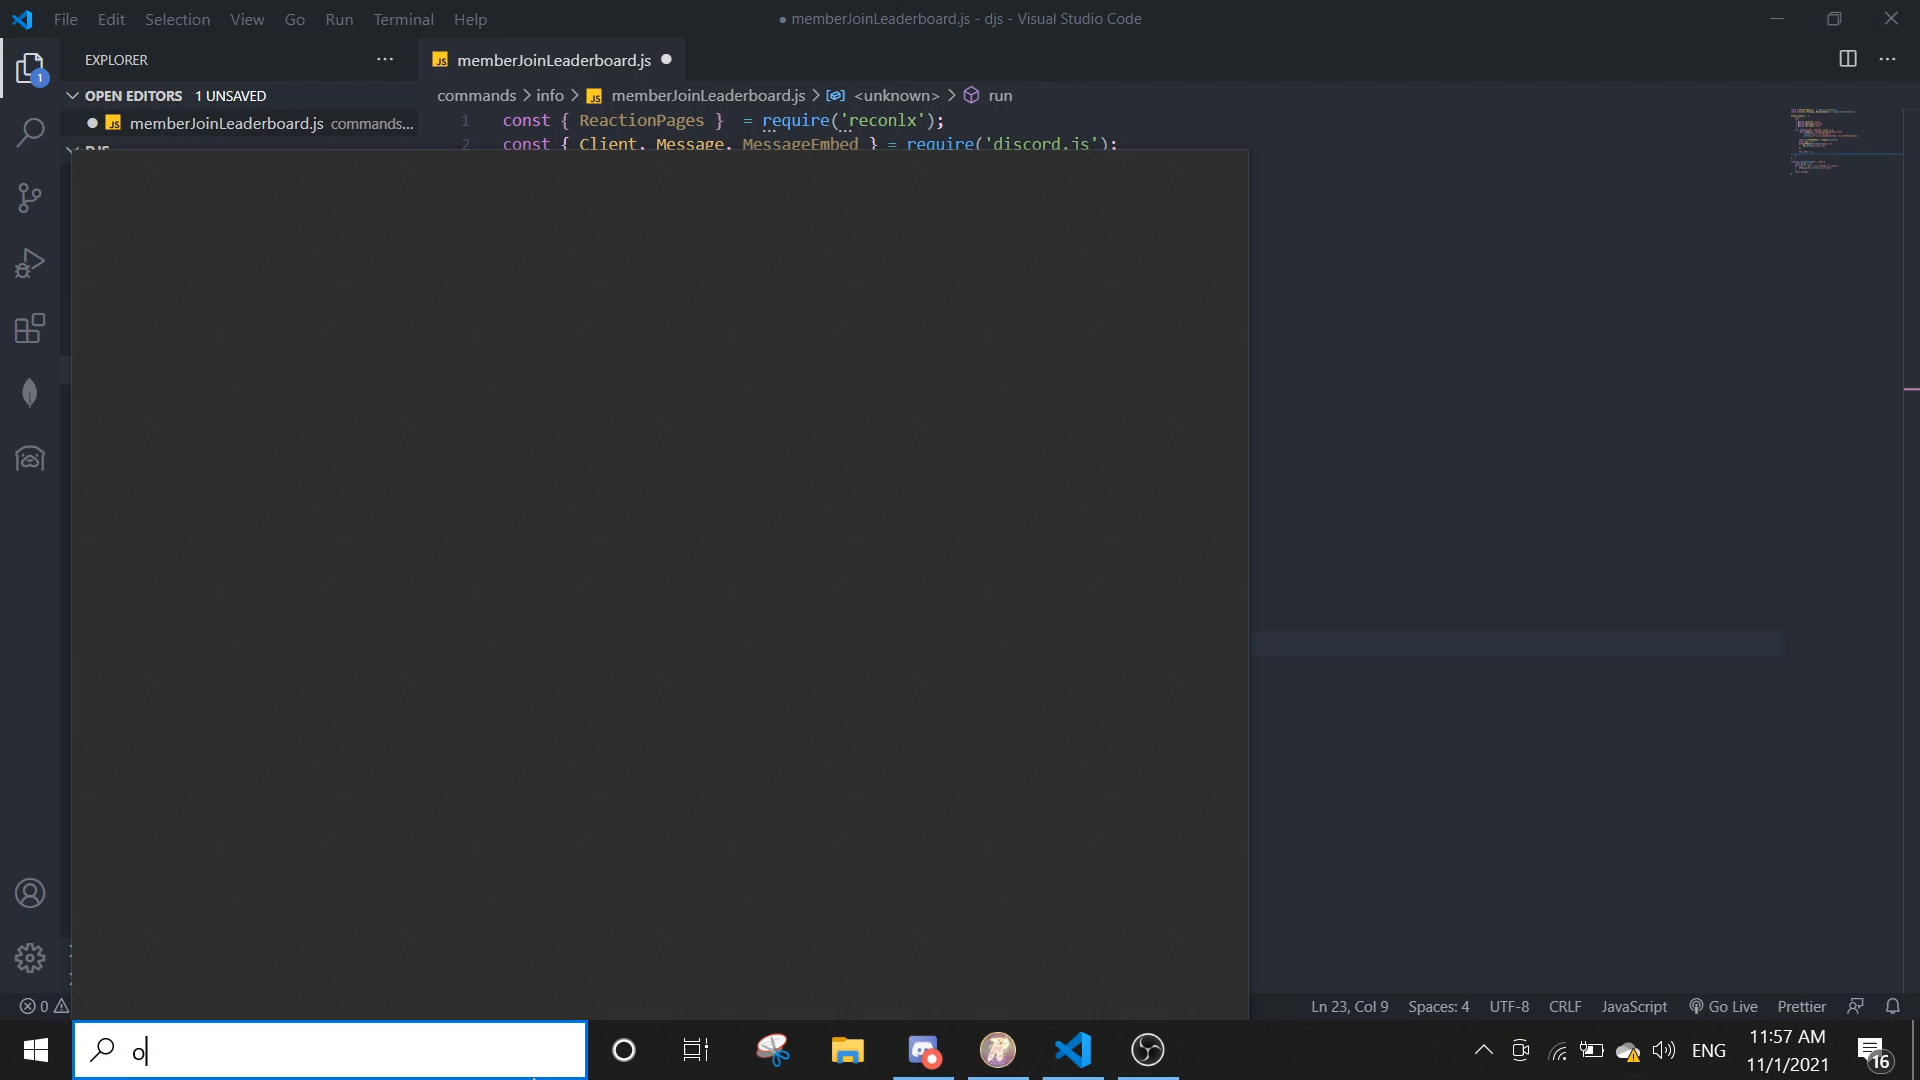 File Edit Selection View Go Run Terminal Help
● memberJoinLeaderboard.js - djs - Visual Studio Code
EXPLORER
memberJoinLeaderboard.js
OPEN EDITORS 1 UNSAVED
memberJoinLeaderboard.js commands...
DJS
commands > info > memberJoinLeaderboard.js > <unknown> > run
1 const { ReactionPages } = require('reconlx');
2 const { Client, Message, MessageEmbed } = require('discord.js');
1
0
Ln 23, Col 9 Spaces: 4 UTF-8 CRLF JavaScript Go Live Prettier
o
ENG
11:57 AM
11/1/2021
16